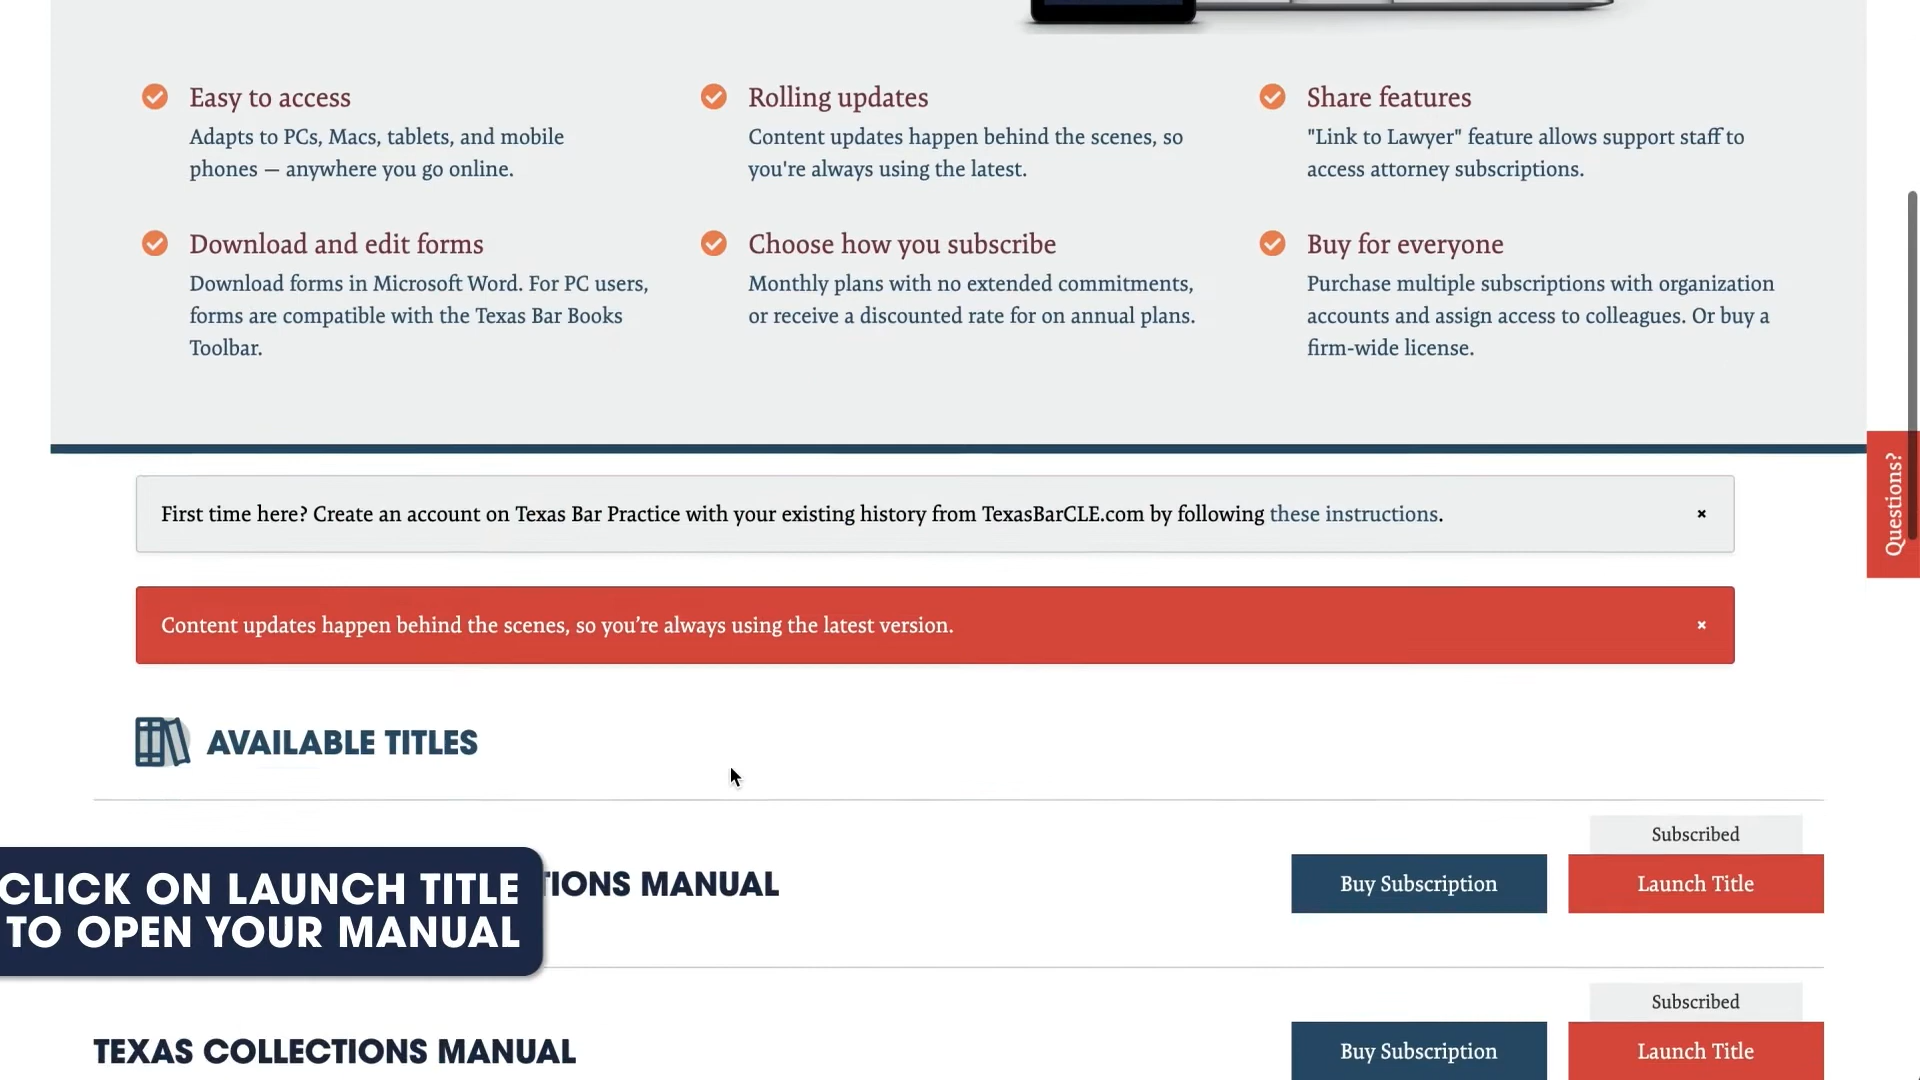 Easy to access
Adapts to PCs, Macs, tablets, and mobile
phones — anywhere you go online.
Rolling updates
Content updates happen behind the scenes, so
you're always using the latest.
Share features
"Link to Lawyer" feature allows support staff to
access attorney subscriptions.
Download and edit forms
Download forms in Microsoft Word. For PC users,
forms are compatible with the Texas Bar Books
Toolbar.
Choose how you subscribe
Monthly plans with no extended commitments,
or receive a discounted rate for on annual plans.
Buy for everyone
Purchase multiple subscriptions with organization
accounts and assign access to colleagues. Or buy a
firm-wide license.
Questions?
First time here? Create an account on Texas Bar Practice with your existing history from TexasBarCLE.com by following these instructions.
×
Content updates happen behind the scenes, so you’re always using the latest version.
×
AVAILABLE TITLES
Subscribed
CLICK ON LAUNCH TITLE
TO OPEN YOUR MANUAL
TIONS MANUAL
Buy Subscription
Launch Title
Subscribed
TEXAS COLLECTIONS MANUAL
Buy Subscription
Launch Title